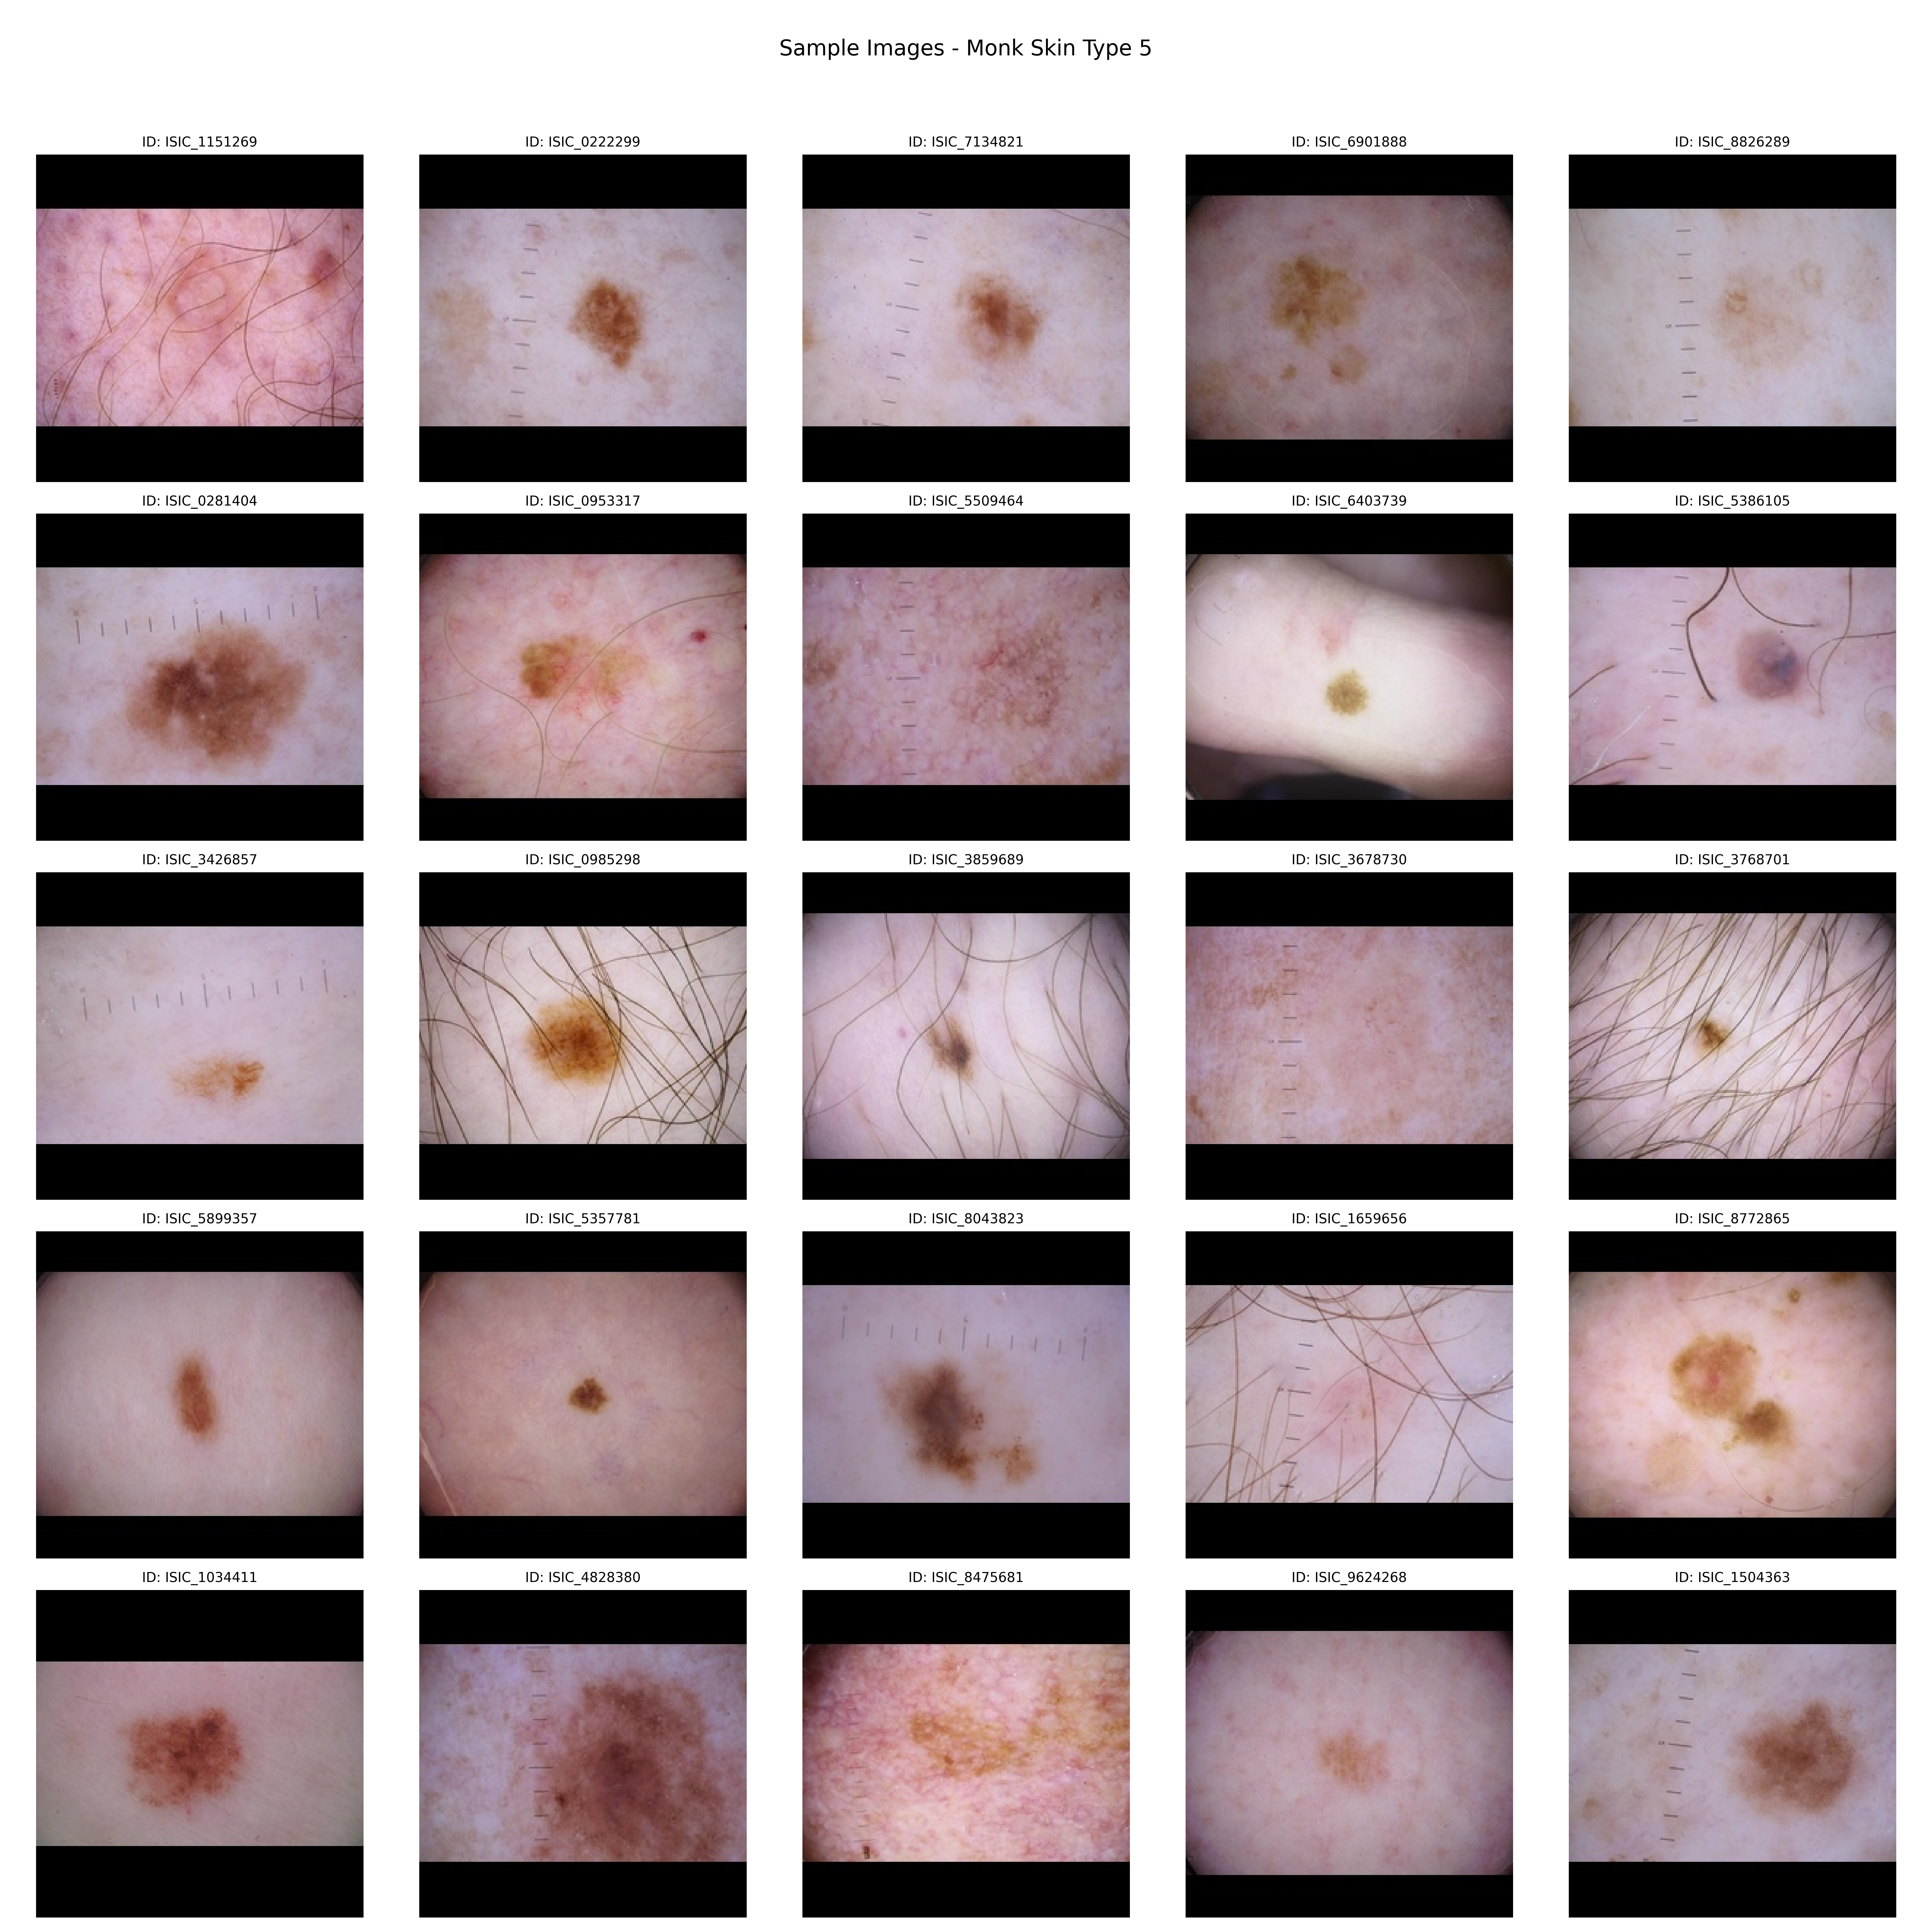 Sample Images - Monk Skin Type 5
ID: ISIC_1151269
ID: ISIC_0222299
ID: ISIC_7134821
ID: ISIC_6901888
ID: ISIC_8826289
ID: ISIC_0281404
ID: ISIC_0953317
ID: ISIC_5509464
ID: ISIC_6403739
ID: ISIC_5386105
ID: ISIC_3426857
ID: ISIC_0985298
ID: ISIC_3859689
ID: ISIC_3678730
ID: ISIC_3768701
ID: ISIC_5899357
ID: ISIC_5357781
ID: ISIC_8043823
ID: ISIC_1659656
ID: ISIC_8772865
ID: ISIC_1034411
ID: ISIC_4828380
ID: ISIC_8475681
ID: ISIC_9624268
ID: ISIC_1504363